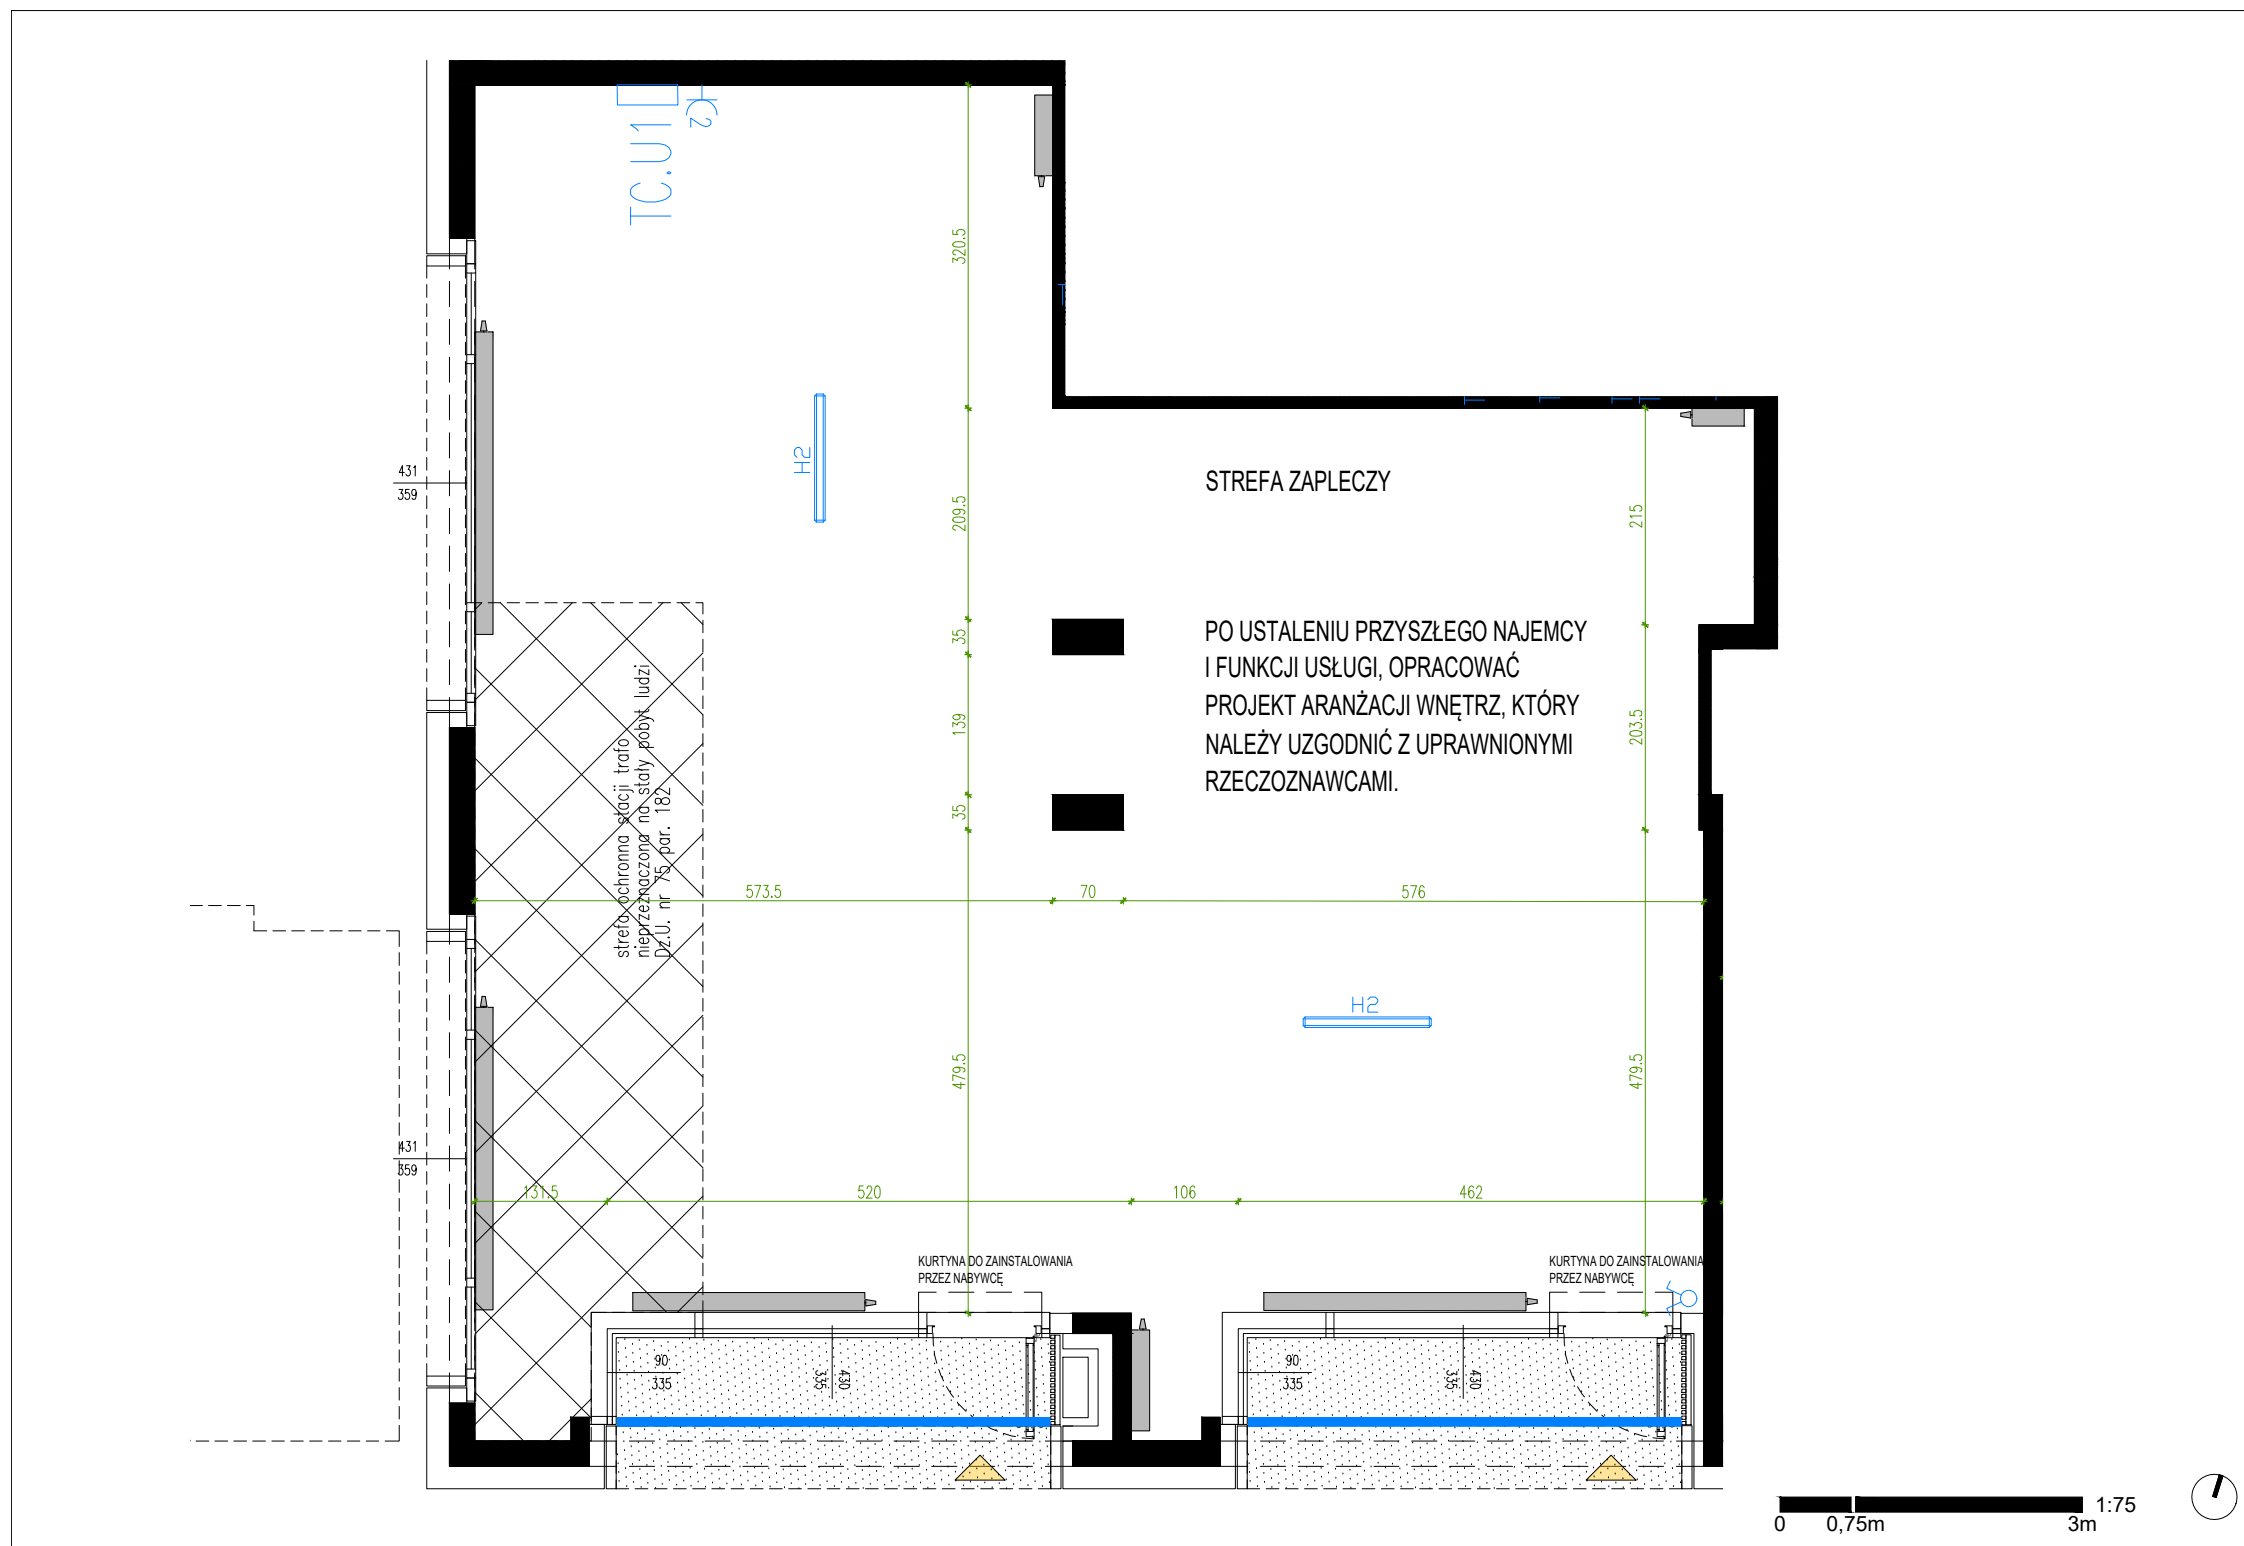 TC.U1
2
320.5
431
359
H2
209.5
STREFA ZAPLECZY
215
35
PO USTALENIU PRZYSZŁEGO NAJEMCY
I FUNKCJI USŁUGI, OPRACOWAĆ
PROJEKT ARANŻACJI WNĘTRZ, KTÓRY
NALEŻY UZGODNIĆ Z UPRAWNIONYMI
RZECZOZNAWCAMI.
139
203.5
35
strefa ochronna stacji trafo
nieprzeznaczona na stały pobyt ludzi
Dz.U. nr 75 par. 182
573.5
70
576
H2
479.5
479.5
431
359
131.5
520
106
462
KURTYNA DO ZAINSTALOWANIA
PRZEZ NABYWCĘ
KURTYNA DO ZAINSTALOWANIA
PRZEZ NABYWCĘ
90
335
430
335
90
335
430
335
1:75
0
0,75m
3m